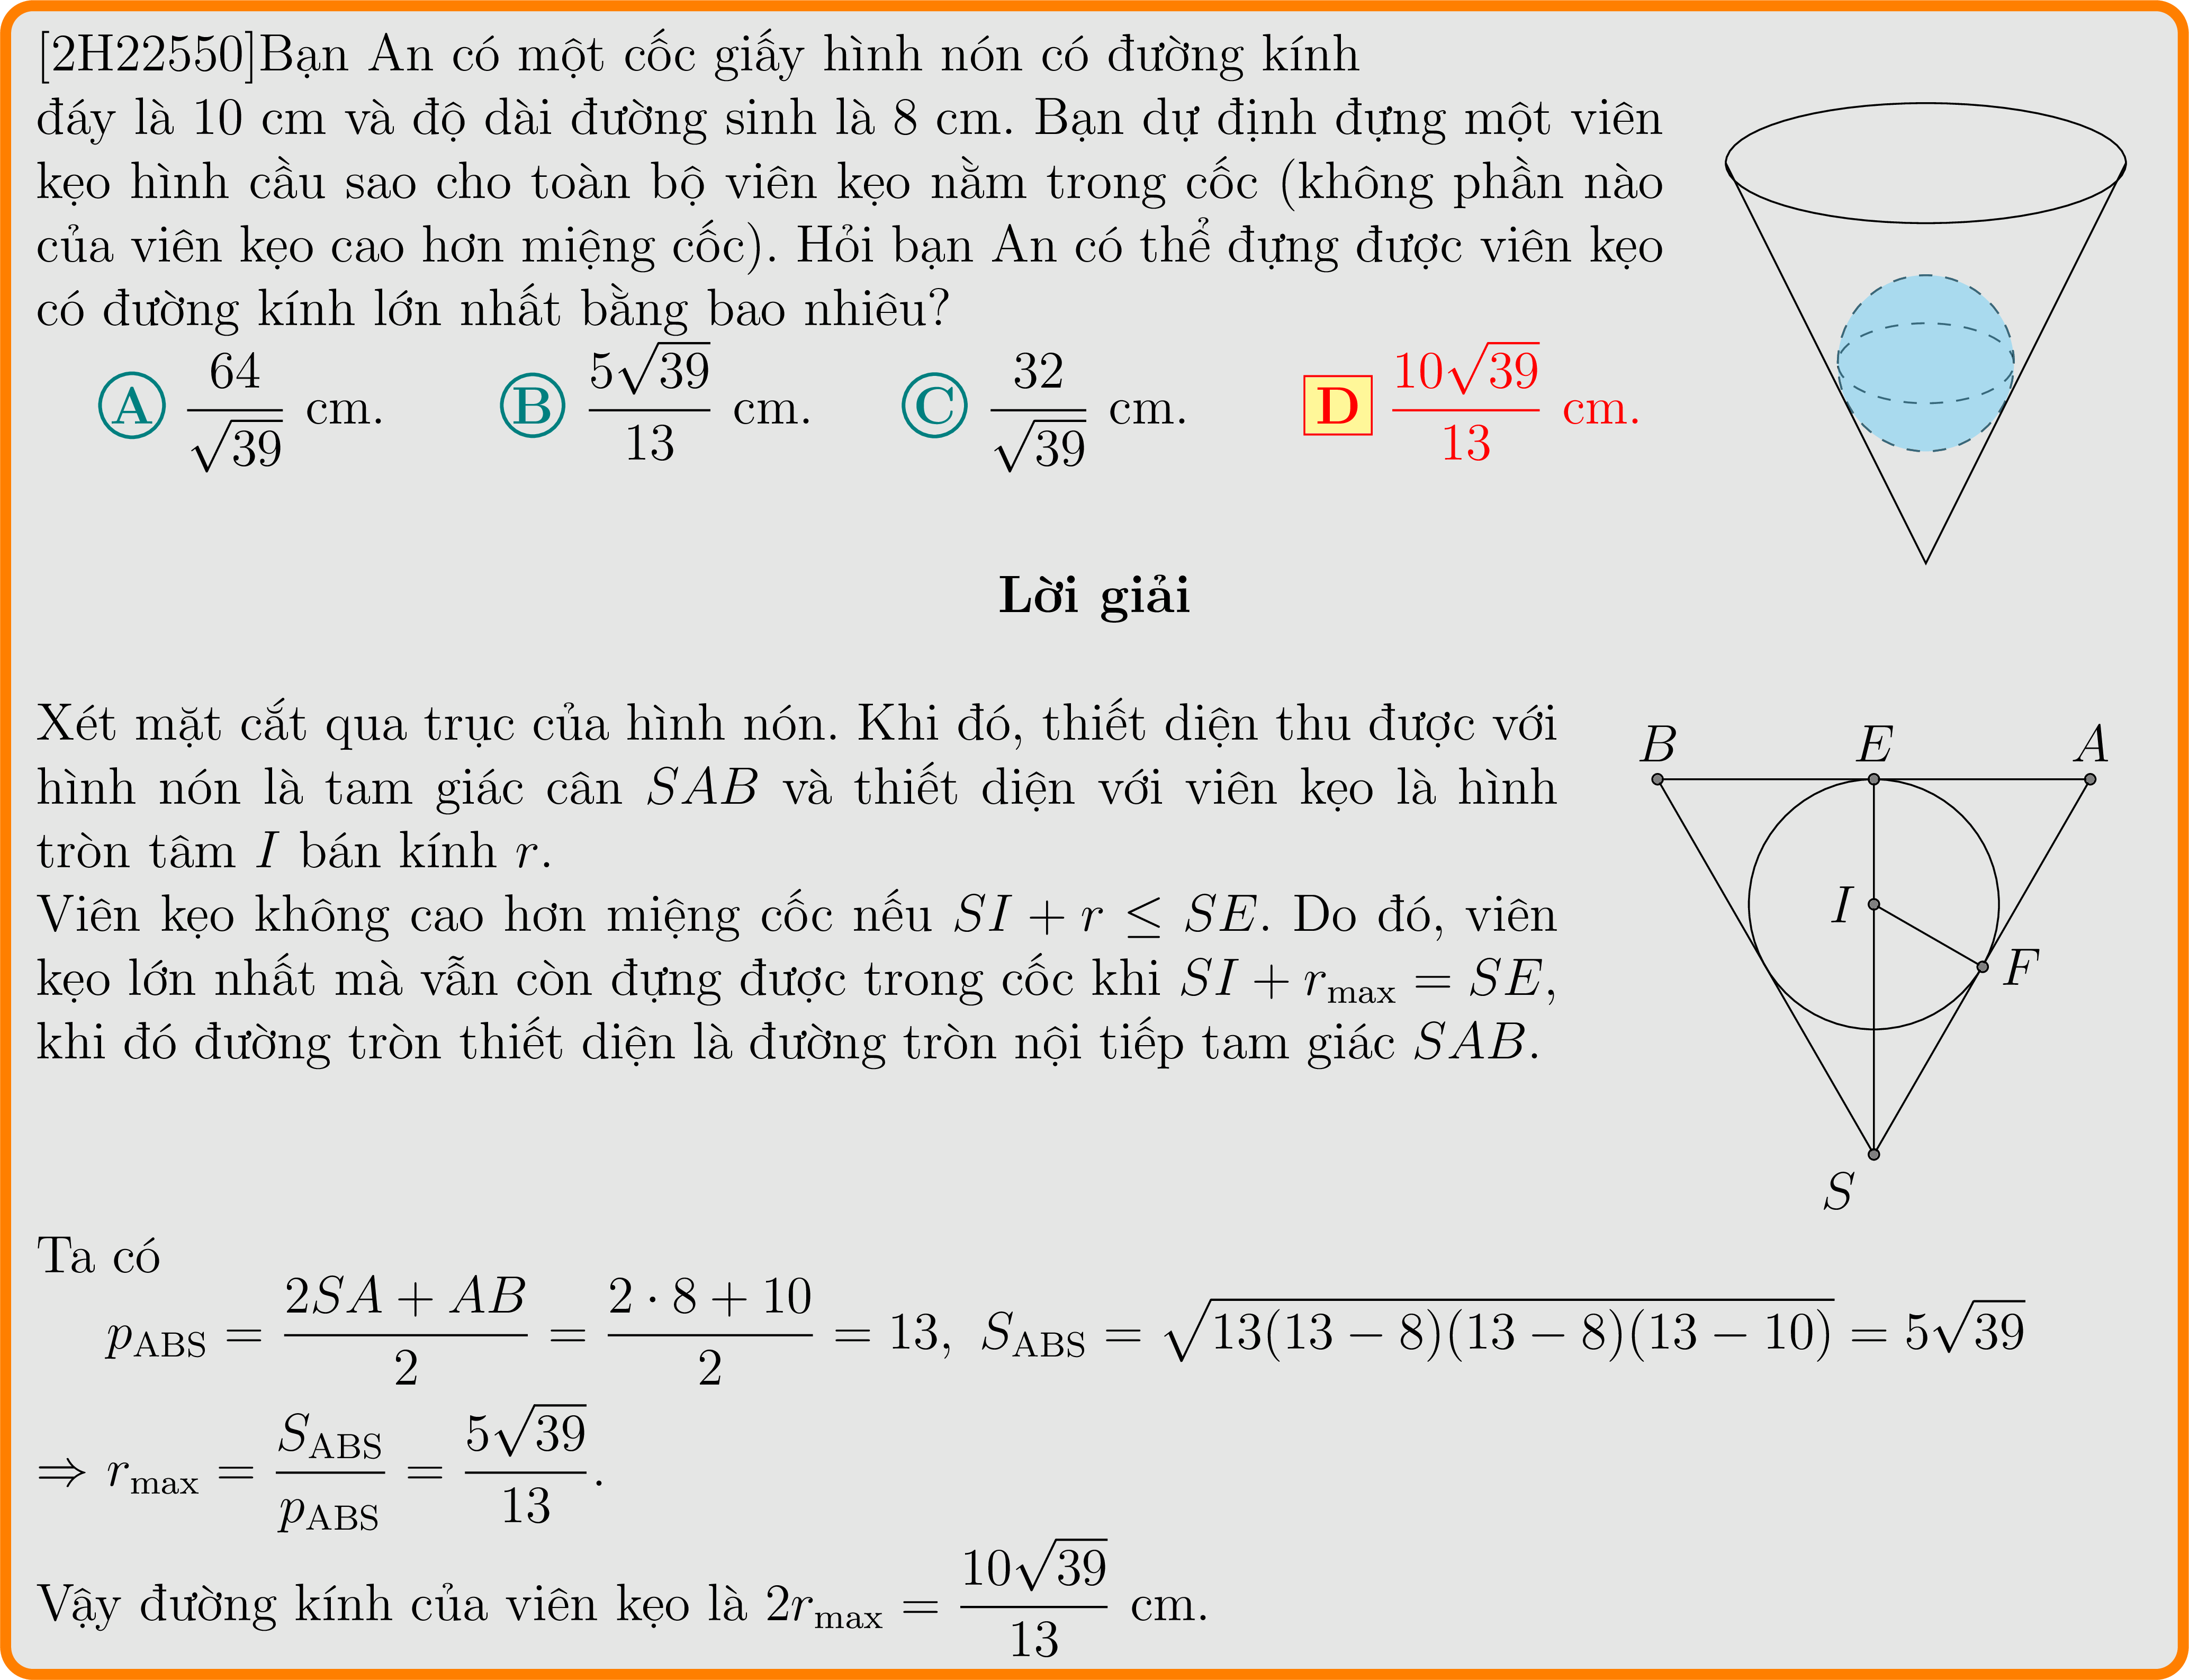 [2H22550]Bạn An có một cốc giấy hình nón có đường kính
đáy là 10 cm và độ dài đường sinh là 8 cm. Bạn dự định đựng một viên
kẹo hình cầu sao cho toàn bộ viên kẹo nằm trong cốc (không phần nào
của viên kẹo cao hơn miệng cốc). Hỏi bạn An có thể đựng được viên kẹo
có đường kính lớn nhất bằng bao nhiêu?
A $\frac{64}{\sqrt{39}}$ cm. B $\frac{5\sqrt{39}}{13}$ cm. C $\frac{32}{\sqrt{39}}$ cm. D $\frac{10\sqrt{39}}{13}$ cm.
Lời giải
Xét mặt cắt qua trục của hình nón. Khi đó, thiết diện thu được với
hình nón là tam giác cân $SAB$ và thiết diện với viên kẹo là hình
tròn tâm $I$ bán kính $r$.
Viên kẹo không cao hơn miệng cốc nếu $SI + r \leq SE$. Do đó, viên
kẹo lớn nhất mà vẫn còn đựng được trong cốc khi $SI + r_{\max} = SE$,
khi đó đường tròn thiết diện là đường tròn nội tiếp tam giác $SAB$.
B E A
I
F
S
Ta có
$p_{\text{ABS}} = \frac{2SA + AB}{2} = \frac{2 \cdot 8 + 10}{2} = 13,\ S_{\text{ABS}} = \sqrt{13(13 - 8)(13 - 8)(13 - 10)} = 5\sqrt{39}$
$\Rightarrow r_{\max} = \frac{S_{\text{ABS}}}{p_{\text{ABS}}} = \frac{5\sqrt{39}}{13}$.
Vậy đường kính của viên kẹo là $2r_{\max} = \frac{10\sqrt{39}}{13}$ cm.